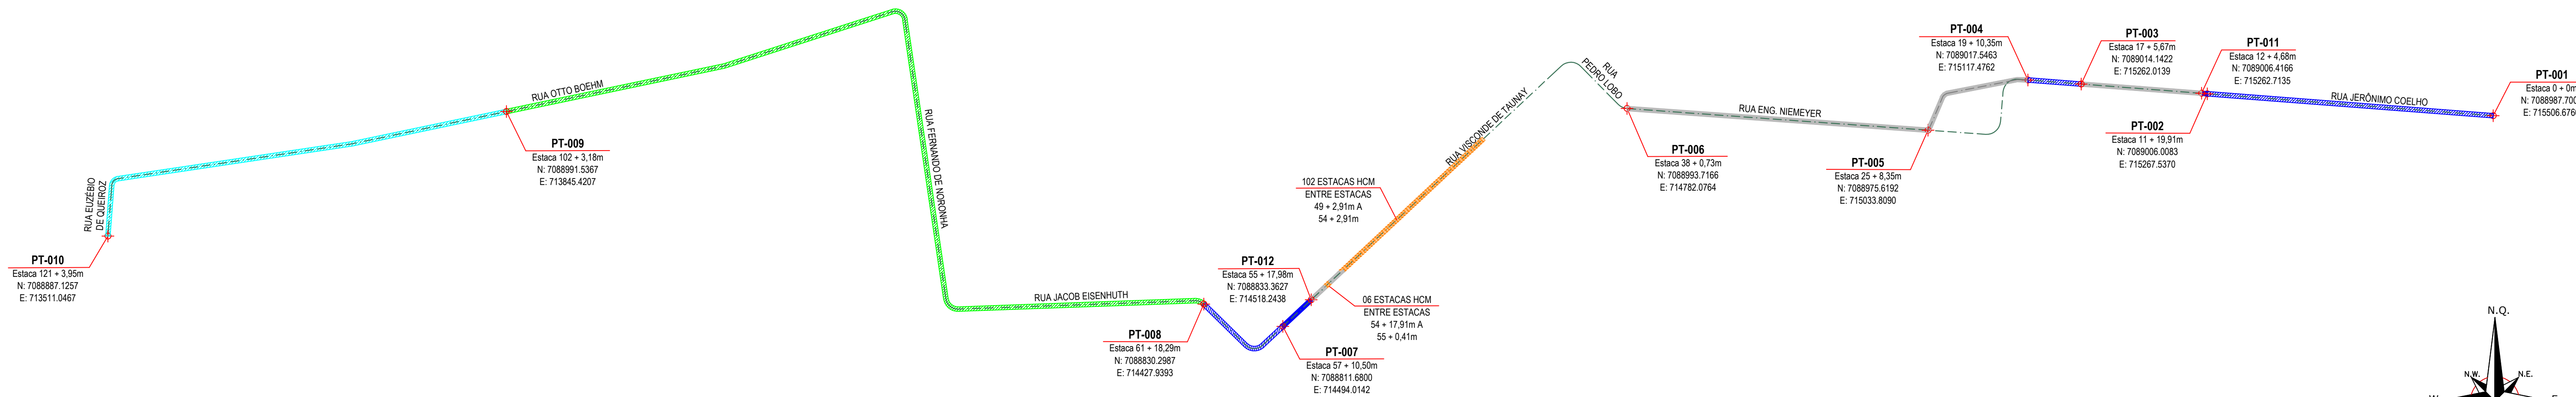 RUA EUZÉBIO
DE QUEIROZ
PT-010
Estaca 121 + 3,95m
N: 7088887.1257
E: 713511.0467
RUA OTTO BOEHM
PT-009
Estaca 102 + 3,18m
N: 7088991.5367
E: 713845.4207
RUA FERNANDO DE NORONHA
RUA JACOB EISENHUTH
PT-008
Estaca 61 + 18,29m
N: 7088830.2987
E: 714427.9393
PT-012
Estaca 55 + 17,98m
N: 7088833.3627
E: 714518.2438
PT-007
Estaca 57 + 10,50m
N: 7088811.6800
E: 714494.0142
102 ESTACAS HCM
ENTRE ESTACAS
49 + 2,91m A
54 + 2,91m
06 ESTACAS HCM
ENTRE ESTACAS
54 + 17,91m A
55 + 0,41m
RUA VISCONDE DE TAUNAY
RUA
PEDRO LOBO
PT-006
Estaca 38 + 0,73m
N: 7088993.7166
E: 714782.0764
RUA ENG. NIEMEYER
PT-005
Estaca 25 + 8,35m
N: 7088975.6192
E: 715033.8090
PT-004
Estaca 19 + 10,35m
N: 7089017.5463
E: 715117.4762
PT-003
Estaca 17 + 5,67m
N: 7089014.1422
E: 715262.0139
PT-011
Estaca 12 + 4,68m
N: 7089006.4166
E: 715262.7135
PT-002
Estaca 11 + 19,91m
N: 7089006.0083
E: 715267.5370
RUA JERÔNIMO COELHO
PT-001
Estaca 0 + 0m
N: 7088987.700
E: 715506.6766
N.Q.
N.W.
N.E.